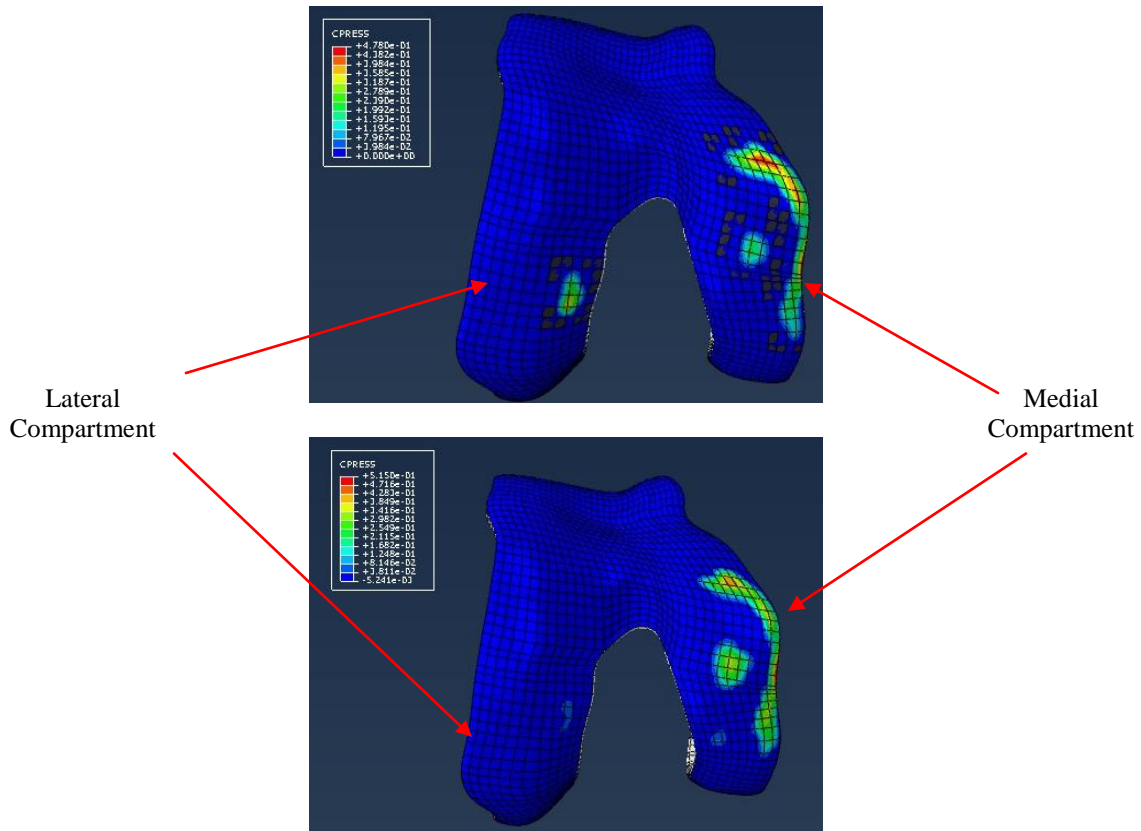 CPRESS
+4.780e-01
+4.382e-01
+3.984e-01
+3.585e-01
+3.187e-01
+2.789e-01
+2.390e-01
+1.992e-01
+1.593e-01
+1.195e-01
+7.967e-02
+3.984e-02
+0.000e+00
Lateral
Compartment
Medial
Compartment
CPRESS
+5.150e-01
+4.716e-01
+4.283e-01
+3.849e-01
+3.416e-01
+2.982e-01
+2.549e-01
+2.115e-01
+1.682e-01
+1.248e-01
+8.146e-02
+3.811e-02
-5.241e-03